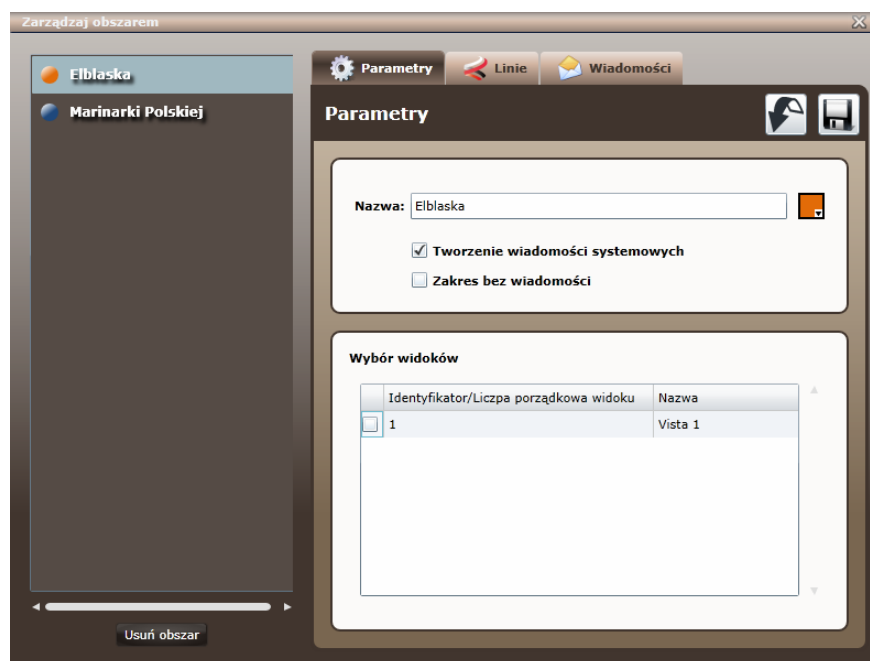 Zarządzaj obszarem
Elblaska
Marinarki Polskiej
Usuń obszar
Parametry
Linie
Wiadomości
Parametry
Nazwa: Elblaska
Tworzenie wiadomości systemowych
Zakres bez wiadomości
Wybór widoków
Identyfikator/Liczpa porządkowa widoku Nazwa
1 Vista 1